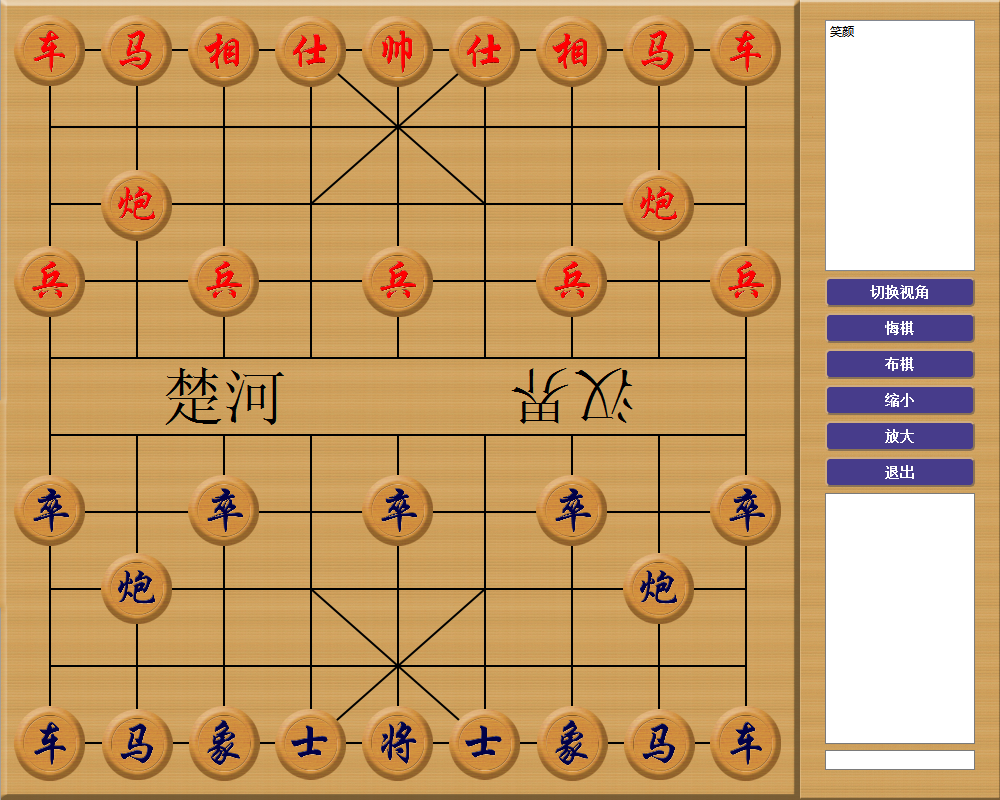 车马相仕帅仕相马车
炮炮
兵兵兵兵兵
楚河汉界
卒卒卒卒卒
炮炮
车马象士将士象马车
笑颜
切换视角
悔棋
布棋
缩小
放大
退出